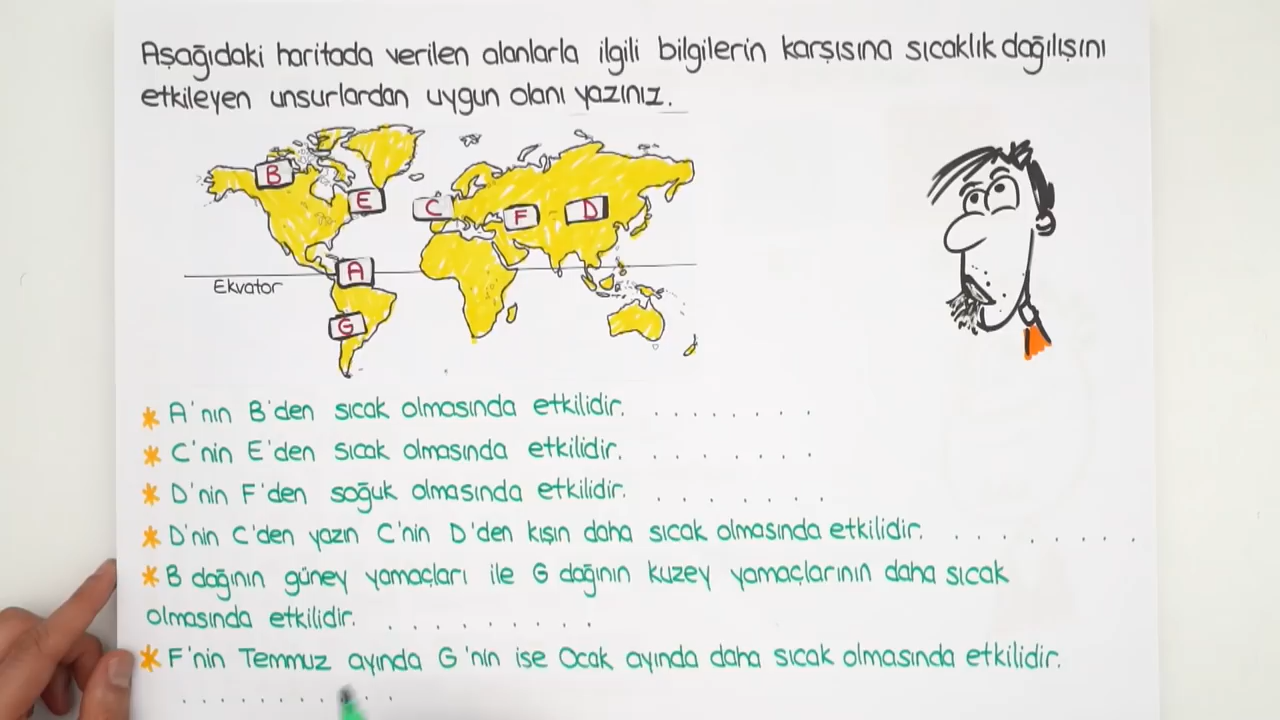 Aşağıdaki haritada verilen alanlarla ilgili bilgilerin karşısına sıcaklık dağılışını
etkileyen unsurlardan uygun olanı yazınız.
B
E
C
F
D
A
Ekvator
G
* A'nın B'den sıcak olmasında etkilidir. . . . . . . . .
* C'nin E'den sıcak olmasında etkilidir. . . . . . . .
* D'nin F'den soğuk olmasında etkilidir. . . . . . .
* D'nin C'den yazın C'nin D'den kışın daha sıcak olmasında etkilidir. . . . . . . . .
* B dağının güney yamaçları ile G dağının kuzey yamaçlarının daha sıcak
olmasında etkilidir. . . . . . . . . .
* F'nin Temmuz ayında G'nin ise Ocak ayında daha sıcak olmasında etkilidir.
. . . . . . . . . . . .